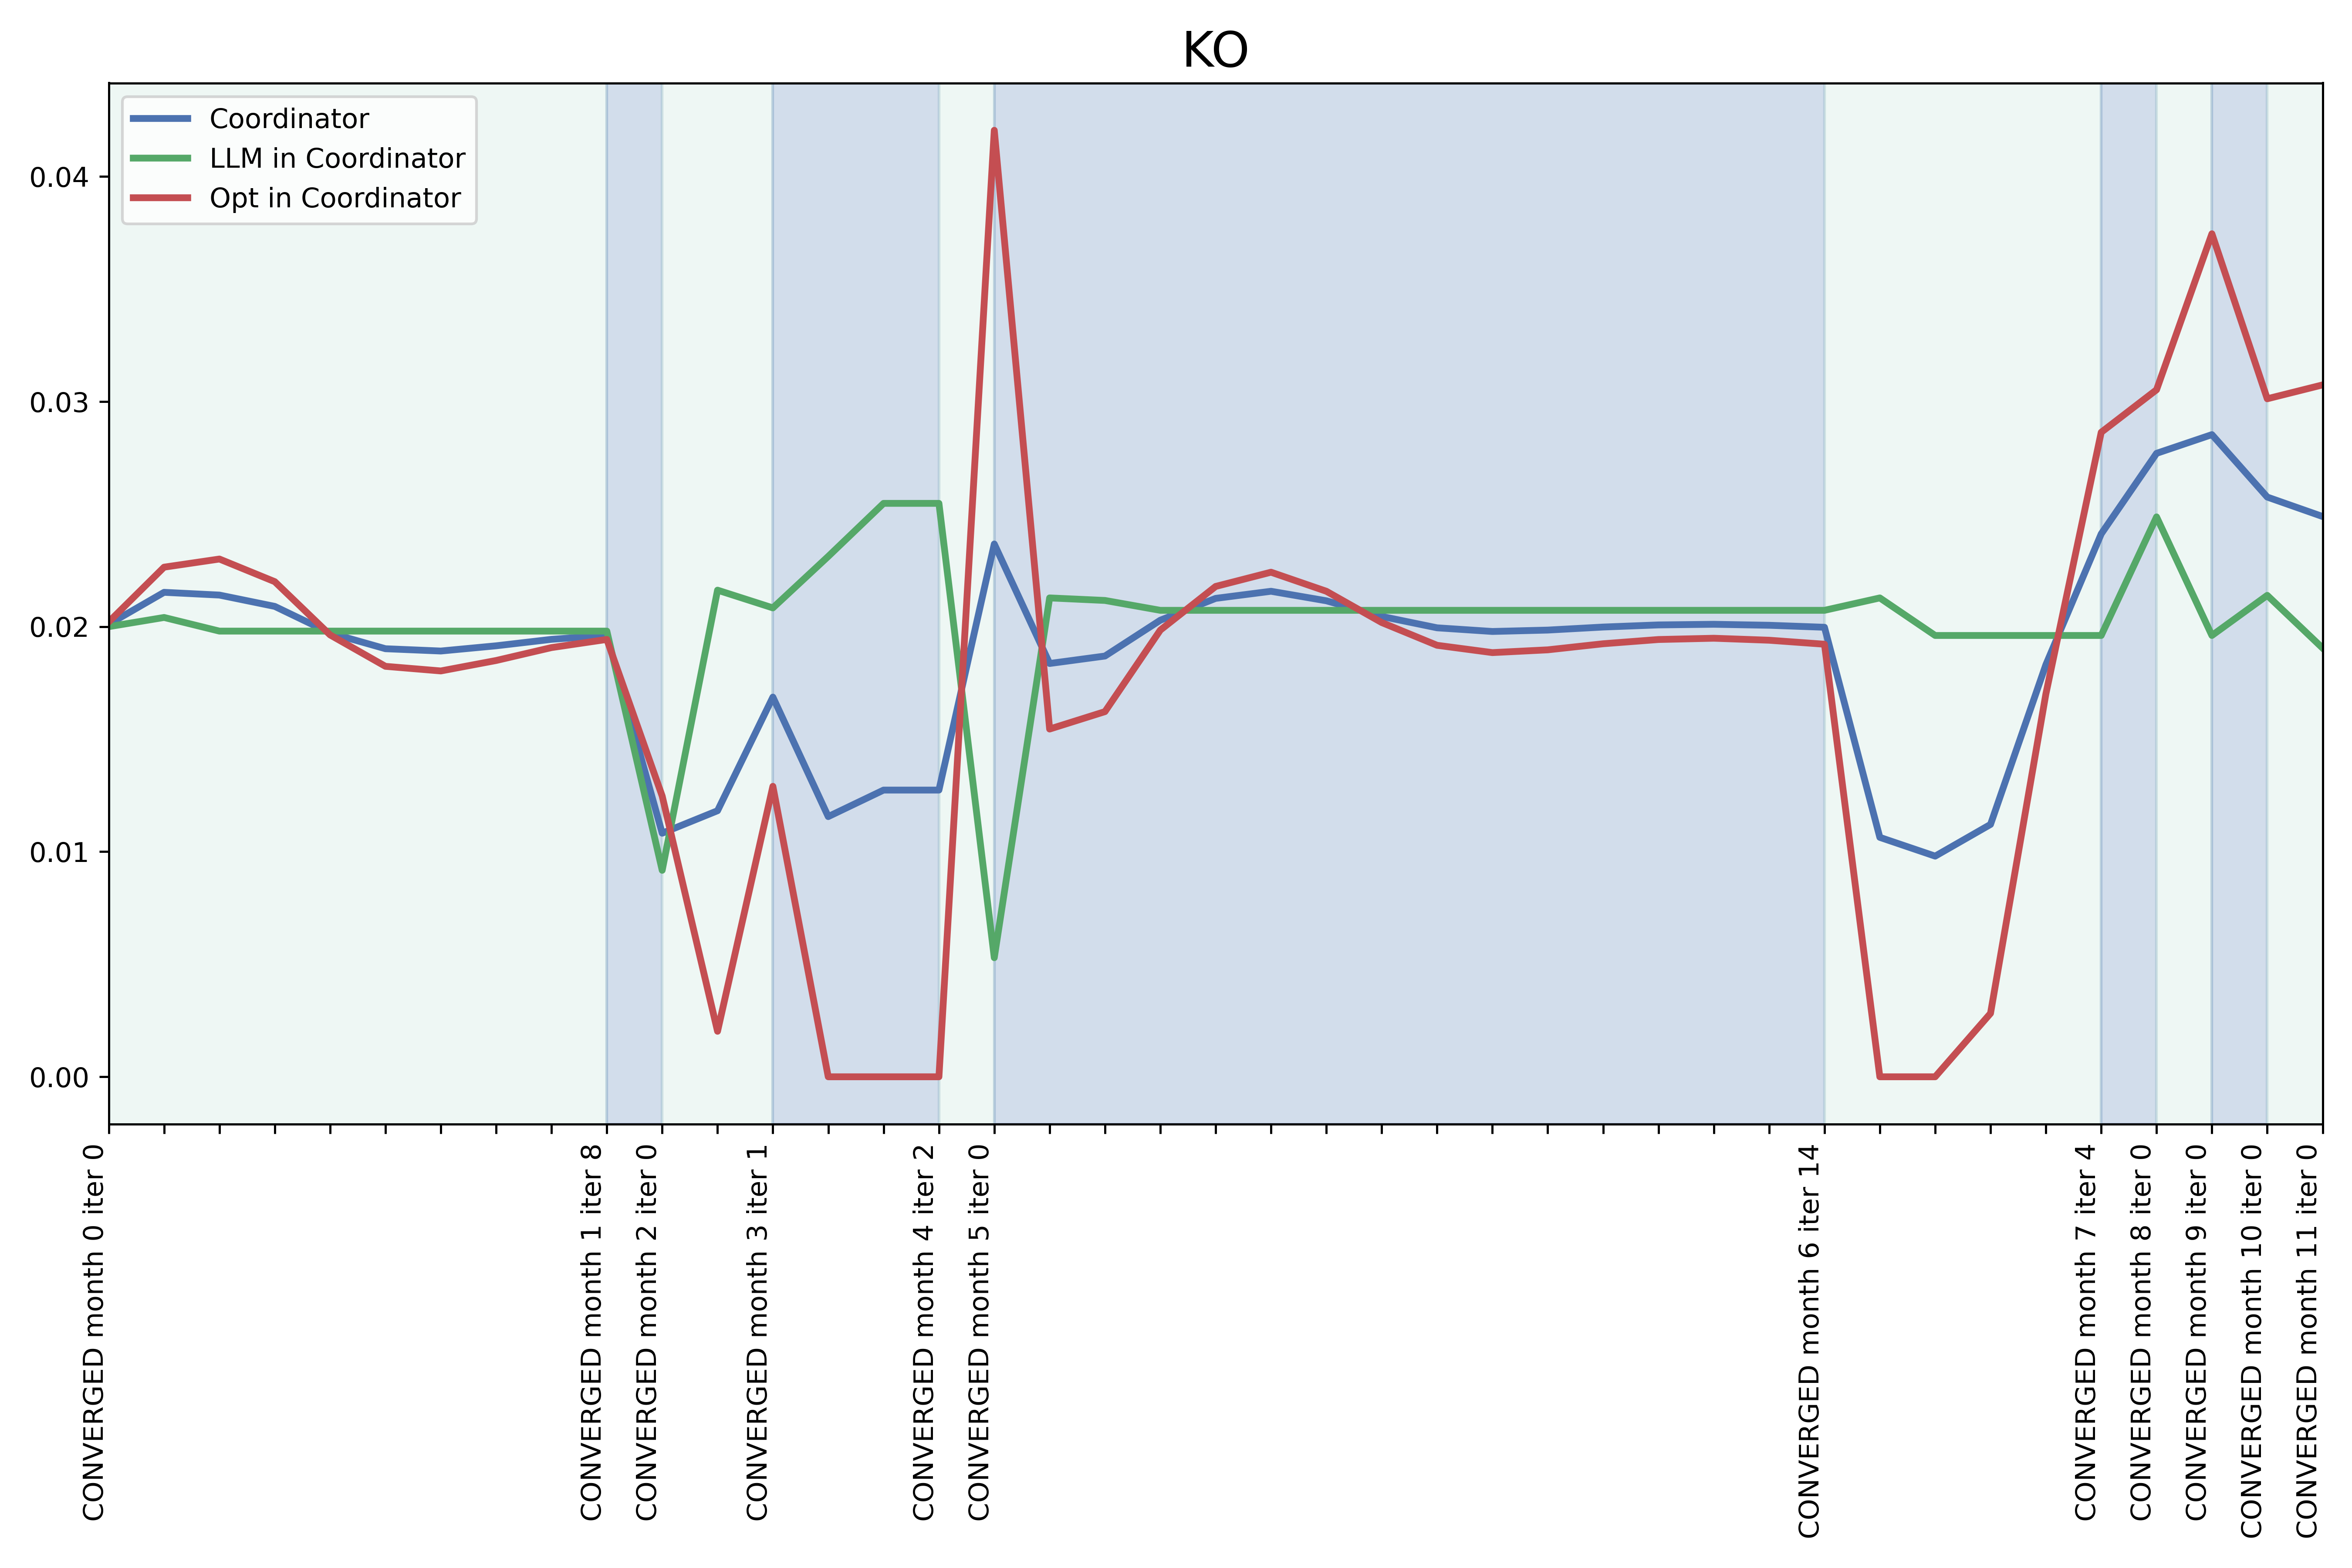 KO
Coordinator
LLM in Coordinator
Opt in Coordinator
0.04
0.03
0.02
0.01
0.00
CONVERGED month 0 iter 0
CONVERGED month 1 iter 8
CONVERGED month 2 iter 0
CONVERGED month 3 iter 1
CONVERGED month 4 iter 2
CONVERGED month 5 iter 0
CONVERGED month 6 iter 14
CONVERGED month 7 iter 4
CONVERGED month 8 iter 0
CONVERGED month 9 iter 0
CONVERGED month 10 iter 0
CONVERGED month 11 iter 0